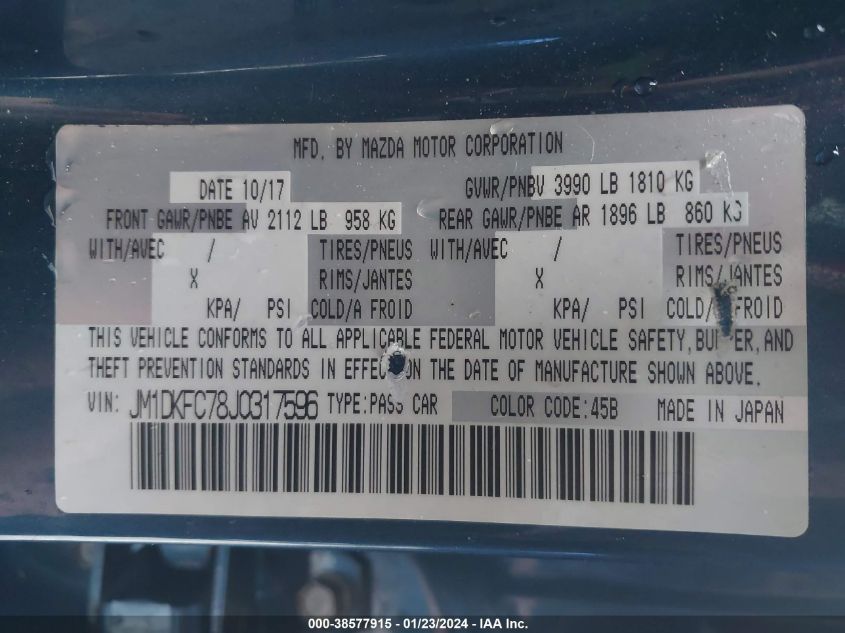 MFD. BY MAZDA MOTOR CORPORATION
DATE 10/17 GVWR/PNBV 3990 LB 1810 KG
FRONT GAWR/PNBE AV 2112 LB 958 KG REAR GAWR/PNBE AR 1896 LB 860 KG
WITH/AVEC / TIRES/PNEUS WITH/AVEC / TIRES/PNEUS
X RIMS/JANTES X RIMS/JANTES
KPA/ PSI COLD/A FROID KPA/ PSI COLD/A FROID
THIS VEHICLE CONFORMS TO ALL APPLICABLE FEDERAL MOTOR VEHICLE SAFETY, BUMPER, AND
THEFT PREVENTION STANDARDS IN EFFECT ON THE DATE OF MANUFACTURE SHOWN ABOVE.
VIN: JM1DKFC78J0317596 TYPE:PASS CAR COLOR CODE:45B MADE IN JAPAN
000-38577915 - 01/23/2024 - IAA Inc.